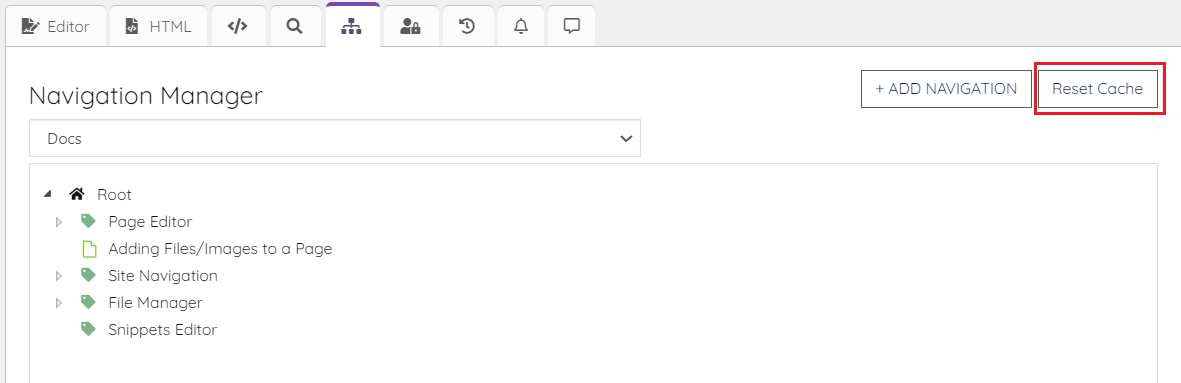 Editor HTML
+ ADD NAVIGATION Reset Cache
Navigation Manager
Docs
Root
Page Editor
Adding Files/Images to a Page
Site Navigation
File Manager
Snippets Editor